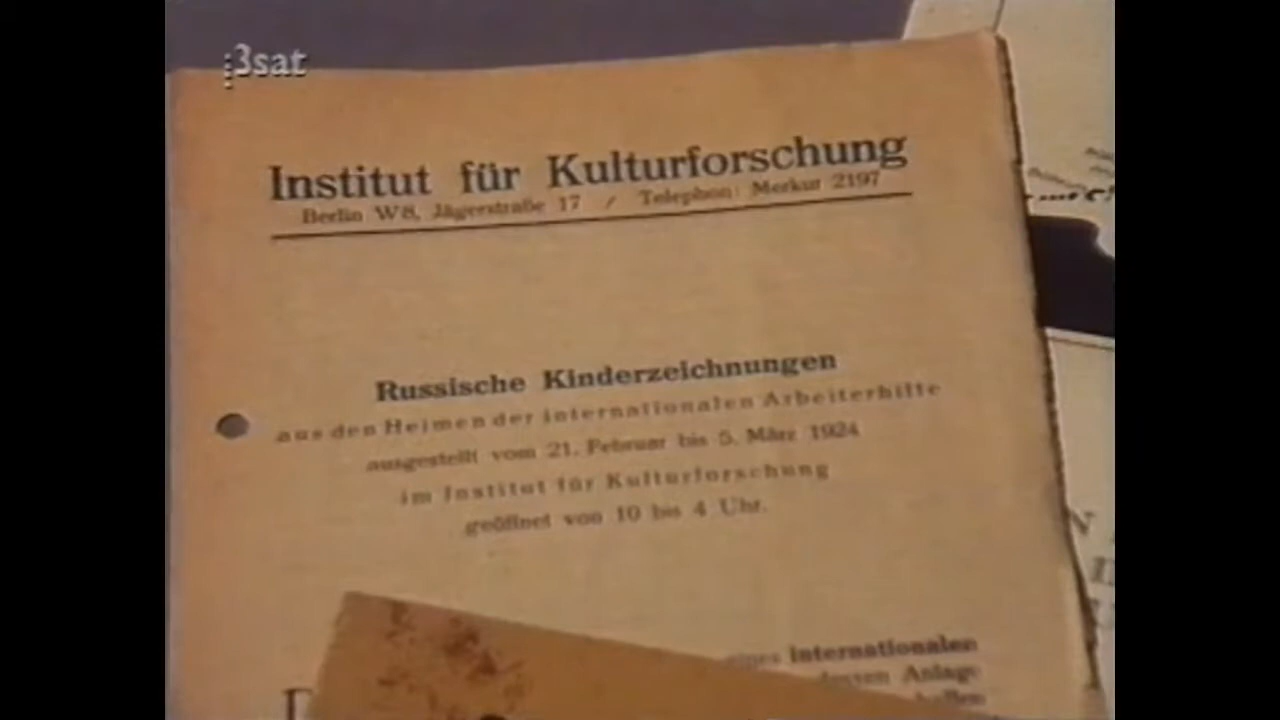 3sat
Institut für Kulturforschung
Berlin W8, Jägerstraße 17 / Telephon: Merkur 2197
Russische Kinderzeichnungen
aus den Heimen der internationalen Arbeiterhilfe
ausgestellt vom 21. Februar bis 5. März 1924
im Institut für Kulturforschung
geöffnet von 10 bis 4 Uhr.
internationalen
dessen Anlage